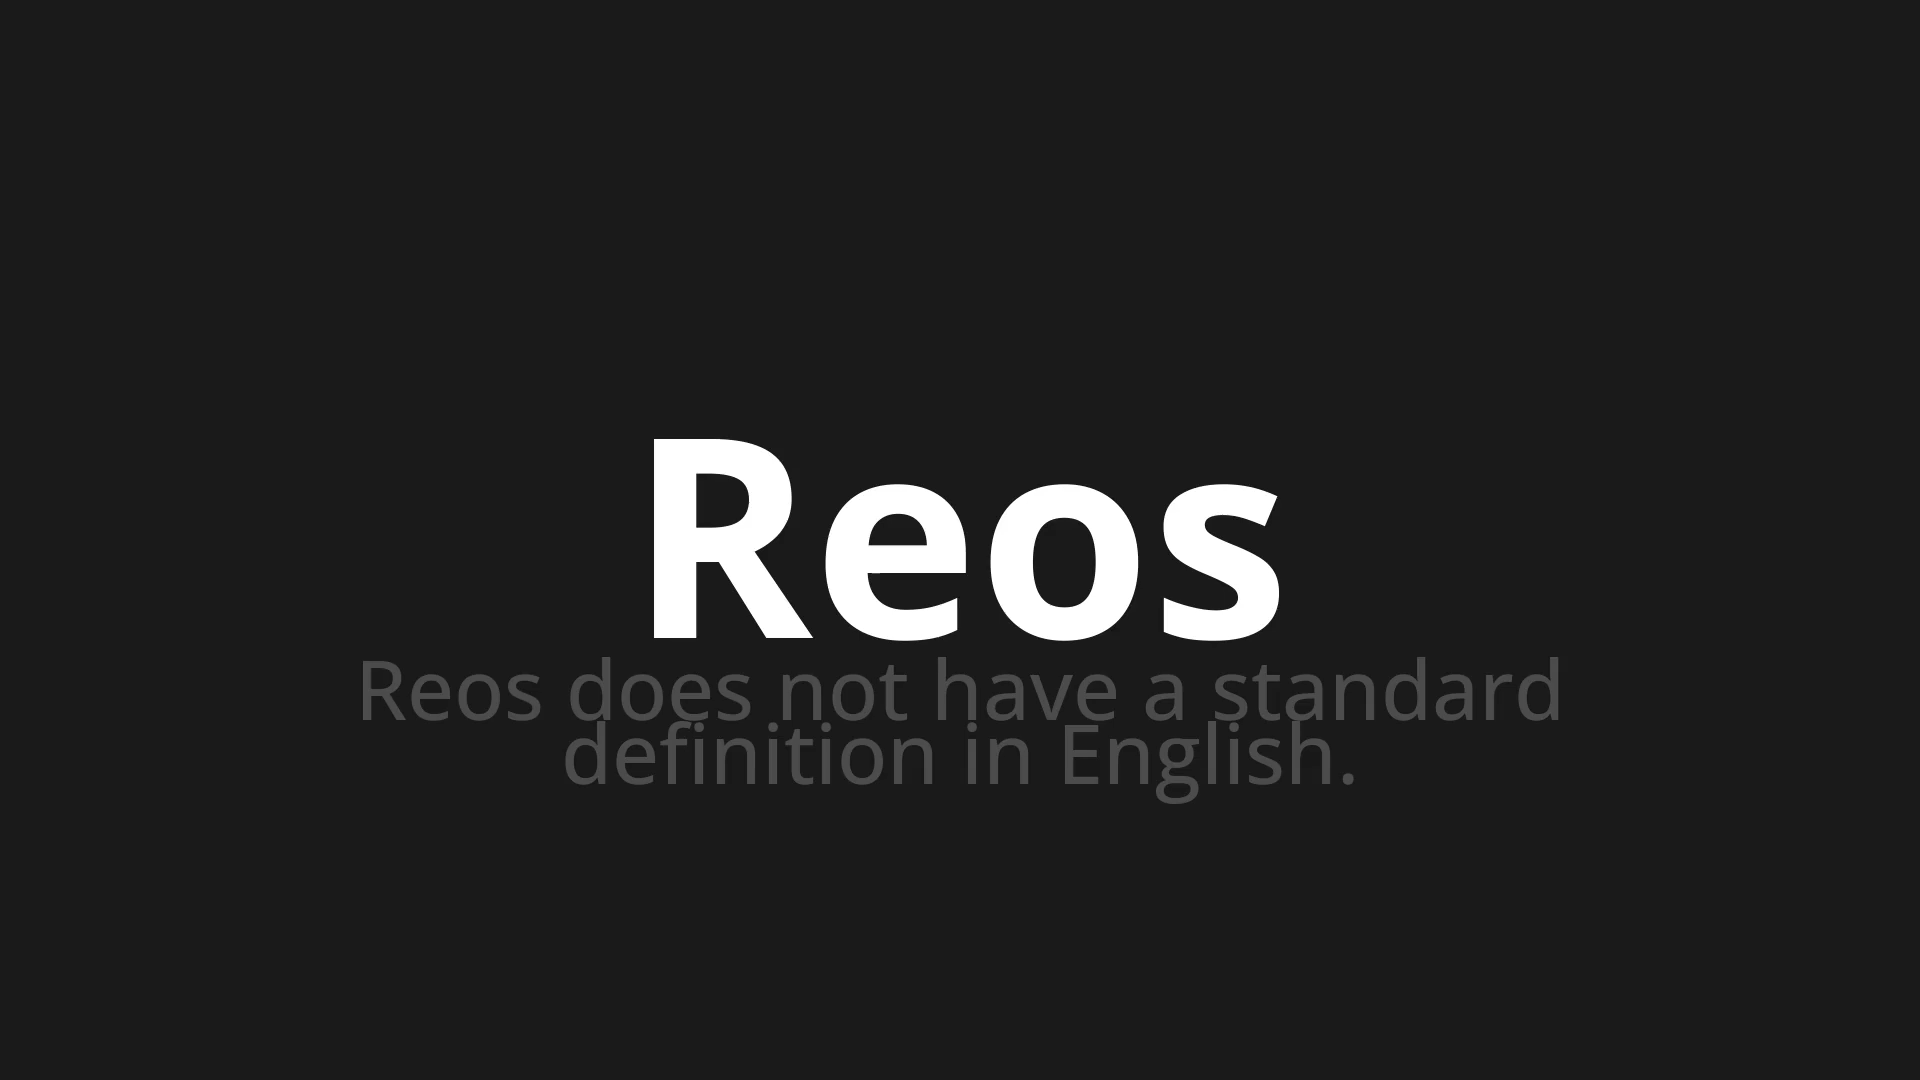 Reos
Reos does not have a standard
definition in English.